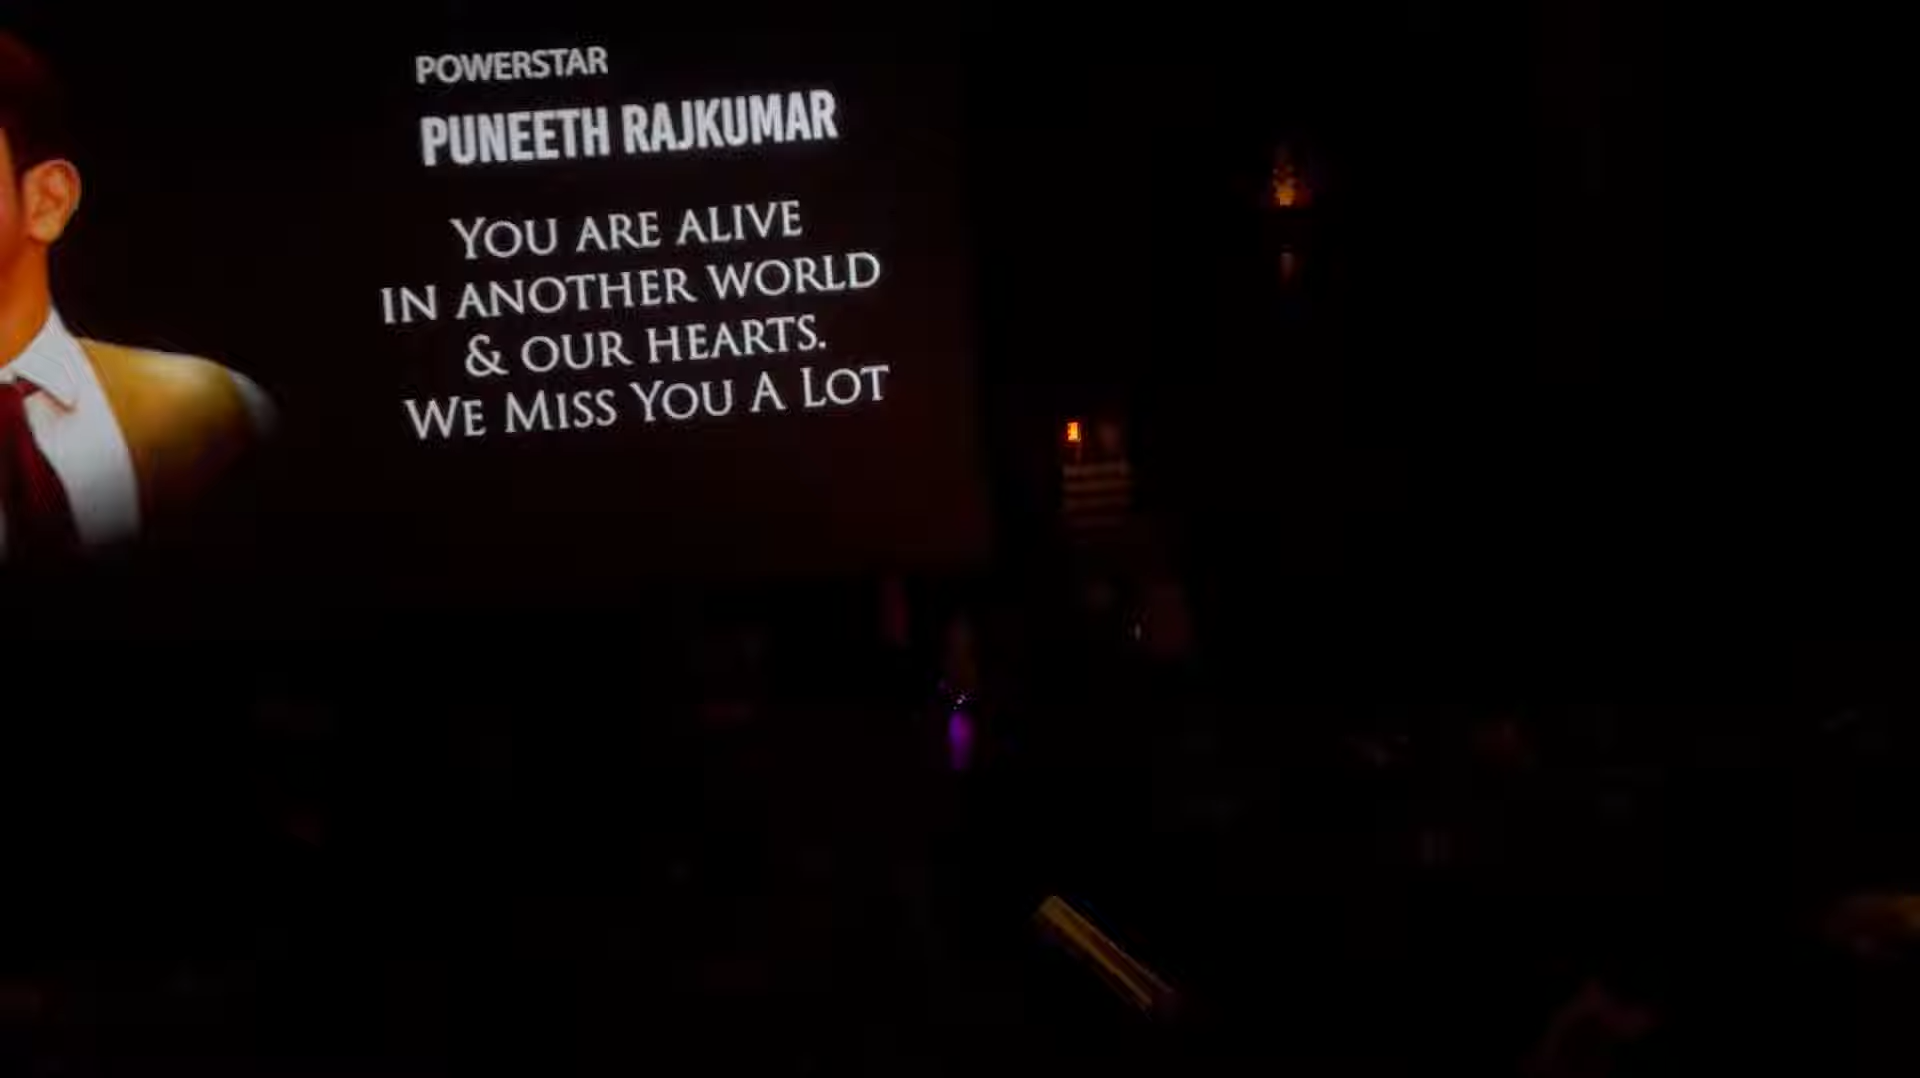 POWERSTAR
PUNEETH RAJKUMAR
YOU ARE ALIVE
IN ANOTHER WORLD
& OUR HEARTS.
WE MISS YOU A LOT